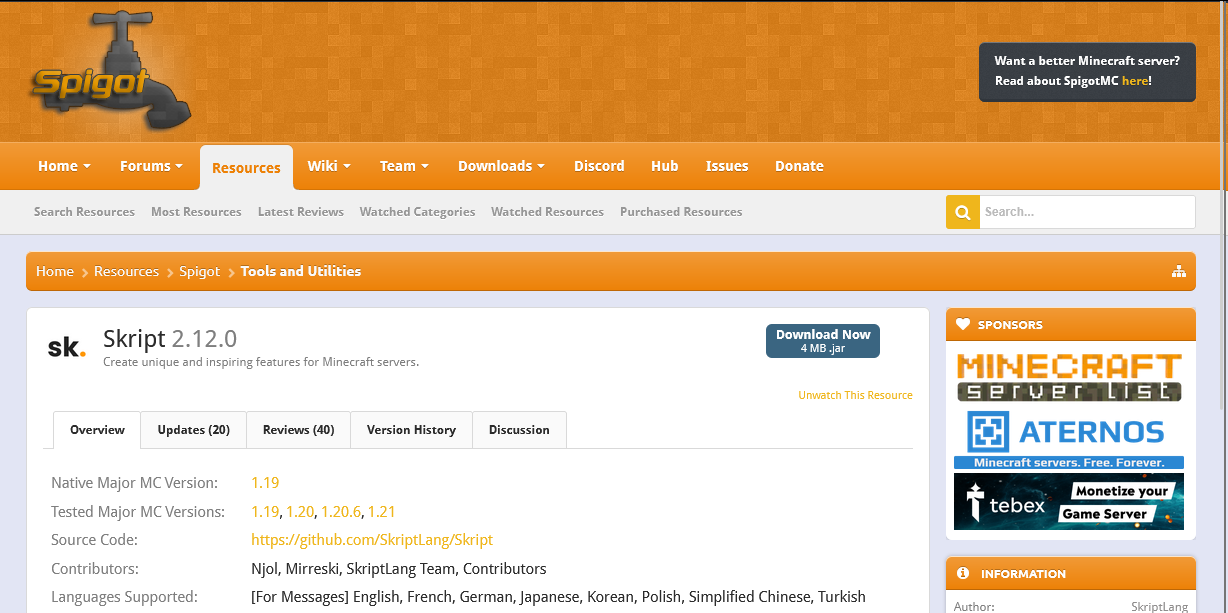 Spigot
Want a better Minecraft server?
Read about SpigotMC here!
Home Forums Resources Wiki Team Downloads Discord Hub Issues Donate
Search Resources Most Resources Latest Reviews Watched Categories Watched Resources Purchased Resources
Search...
Home Resources Spigot Tools and Utilities
sk.
Skript 2.12.0
Create unique and inspiring features for Minecraft servers.
Download Now
4 MB .jar
Unwatch This Resource
Overview Updates (20) Reviews (40) Version History Discussion
Native Major MC Version: 1.19
Tested Major MC Versions: 1.19, 1.20, 1.20.6, 1.21
Source Code: https://github.com/SkriptLang/Skript
Contributors: Njol, Mirreski, SkriptLang Team, Contributors
Languages Supported: [For Messages] English, French, German, Japanese, Korean, Polish, Simplified Chinese, Turkish
SPONSORS
MINECRAFT
server list
ATERNOS
Minecraft servers. Free. Forever.
tebex
Monetize your
Game Server
INFORMATION
Author: SkriptLang